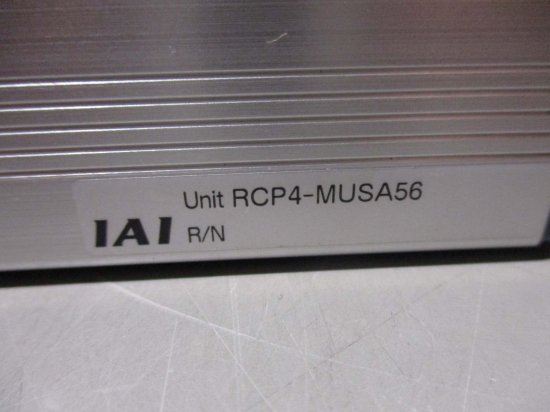 Unit RCP4-MUSA56
IAI R/N